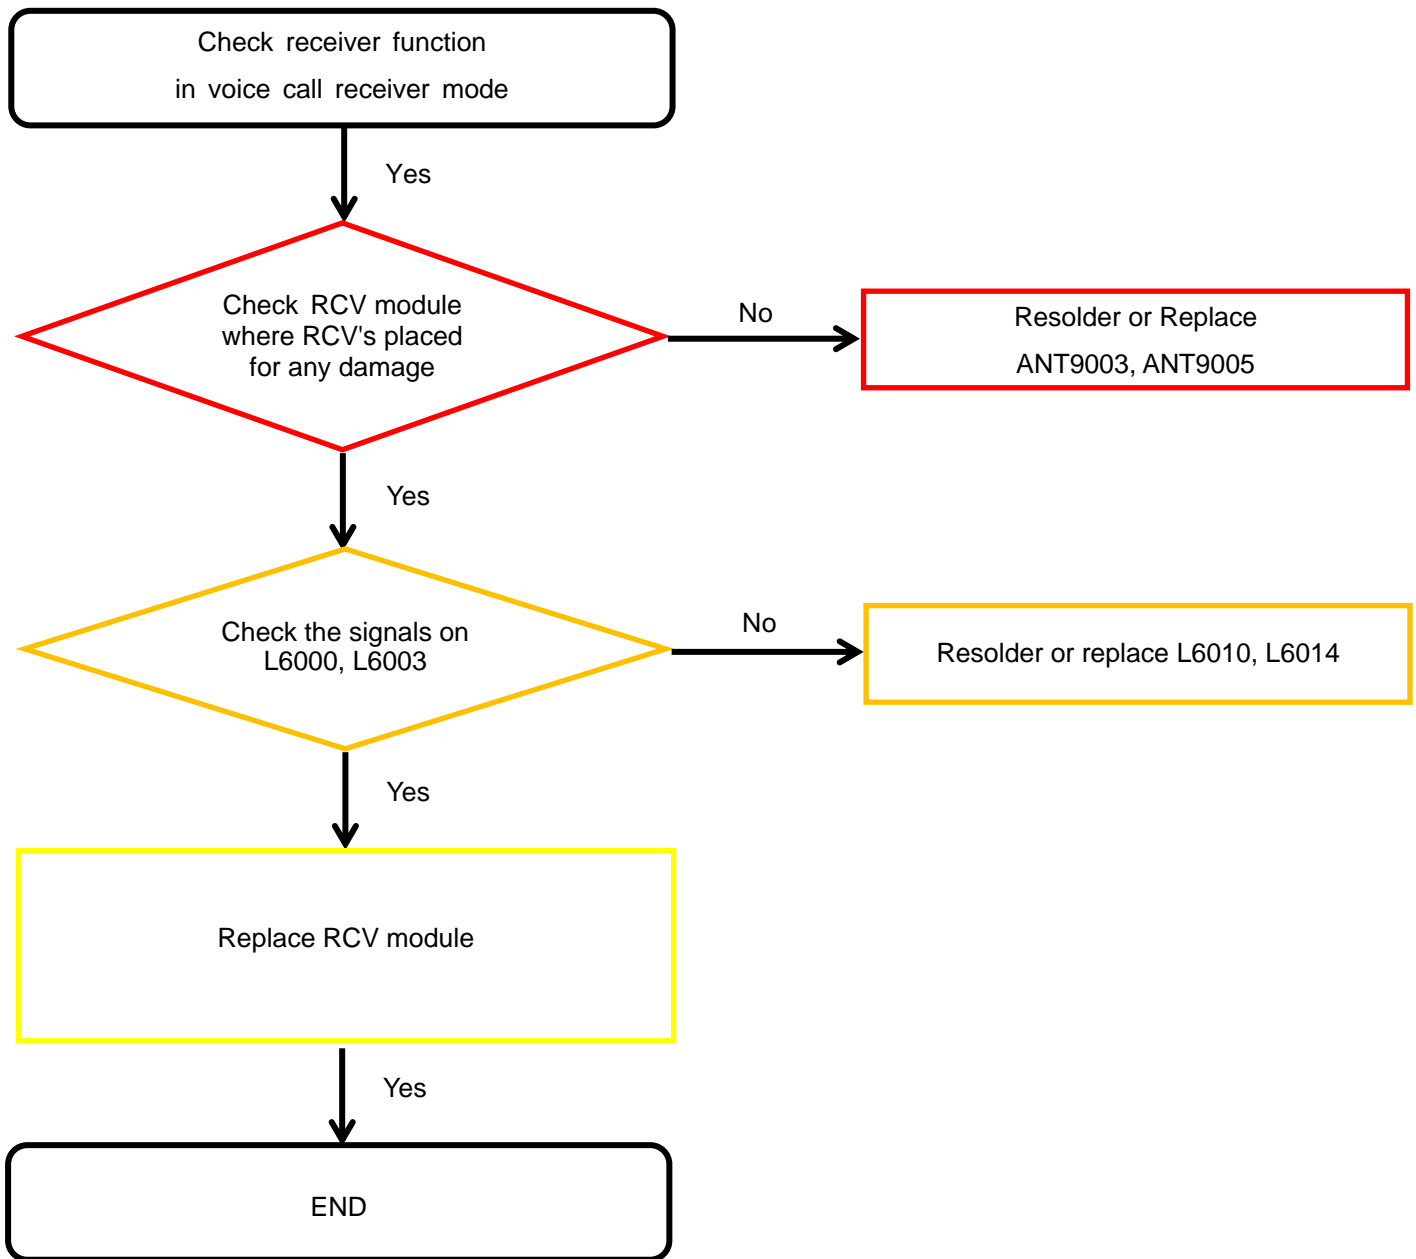 Check receiver function
in voice call receiver mode
Yes
Check RCV module
where RCV's placed
for any damage
No
Resolder or Replace
ANT9003, ANT9005
Yes
Check the signals on
L6000, L6003
No
Resolder or replace L6010, L6014
Yes
Replace RCV module
Yes
END